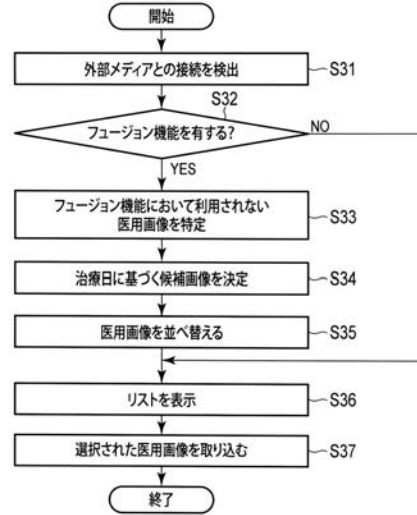 開始
外部メディアとの接続を検出
S31
S32
フュージョン機能を有する?
NO
YES
フュージョン機能において利用されない
医用画像を特定
S33
治療日に基づく候補画像を決定
S34
医用画像を並べ替える
S35
リストを表示
S36
選択された医用画像を取り込む
S37
終了